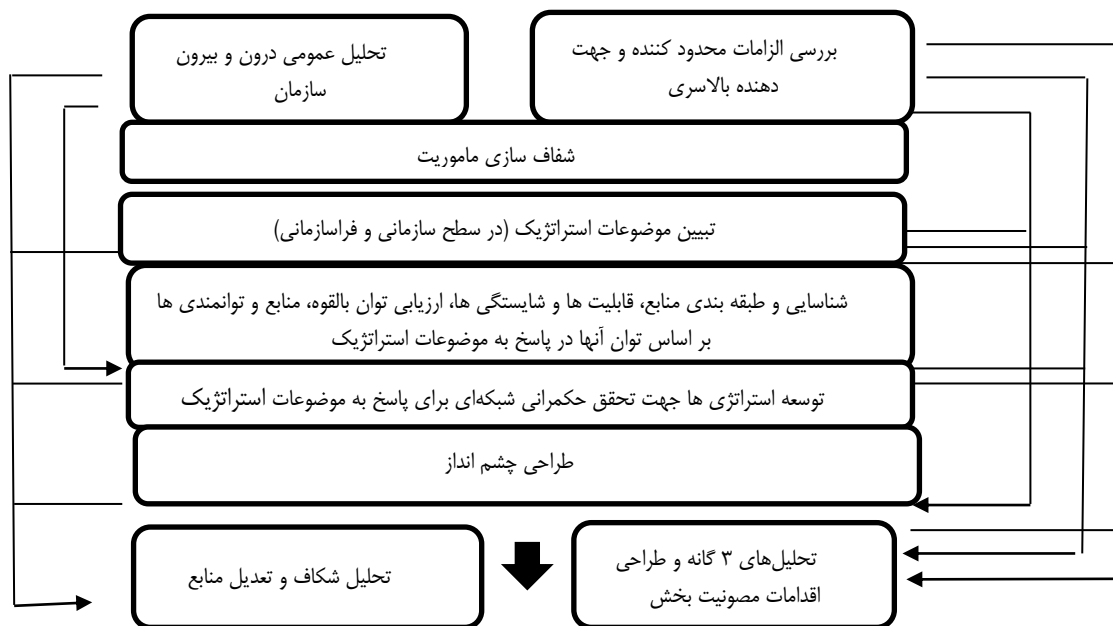 بررسی الزامات محدود کننده و جهت
دهنده بالاسری
تحلیل عمومی درون و بیرون
سازمان
شفاف سازی ماموریت
تبیین موضوعات استراتژیک (در سطح سازمانی و فراسازمانی)
شناسایی و طبقه بندی منابع، قابلیت ها و شایستگی ها، ارزیابی توان بالقوه، منابع و توانمندی ها
بر اساس توان آنها در پاسخ به موضوعات استراتژیک
توسعه استراتژی ها جهت تحقق حکمرانی شبکه‌ای برای پاسخ به موضوعات استراتژیک
طراحی چشم انداز
تحلیل‌های ۳ گانه و طراحی
اقدامات مصونیت بخش
تحلیل شکاف و تعدیل منابع